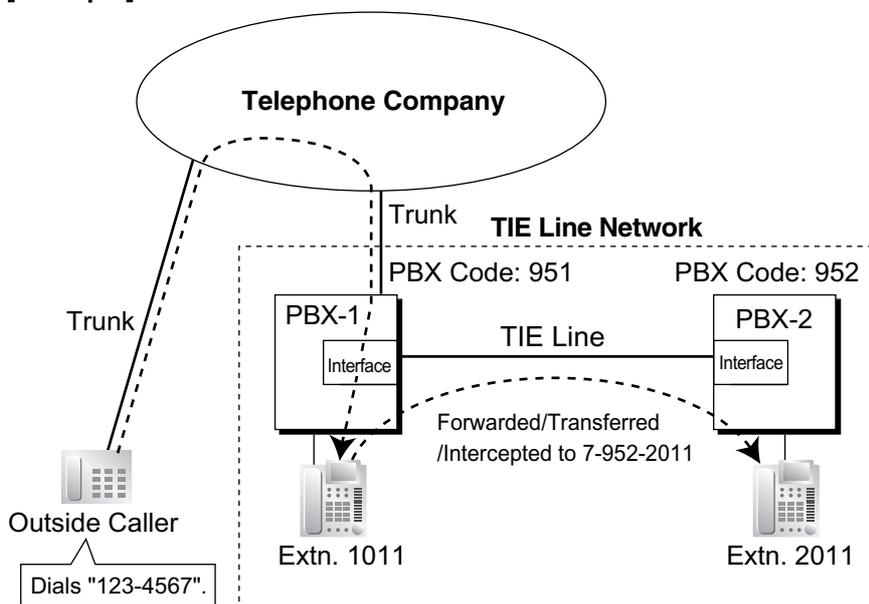 Telephone Company
Trunk
TIE Line Network
PBX Code: 951
PBX Code: 952
Trunk
PBX-1
PBX-2
TIE Line
Interface
Interface
Forwarded/Transferred
/Intercepted to 7-952-2011
Outside Caller
Extn. 1011
Extn. 2011
Dials "123-4567".